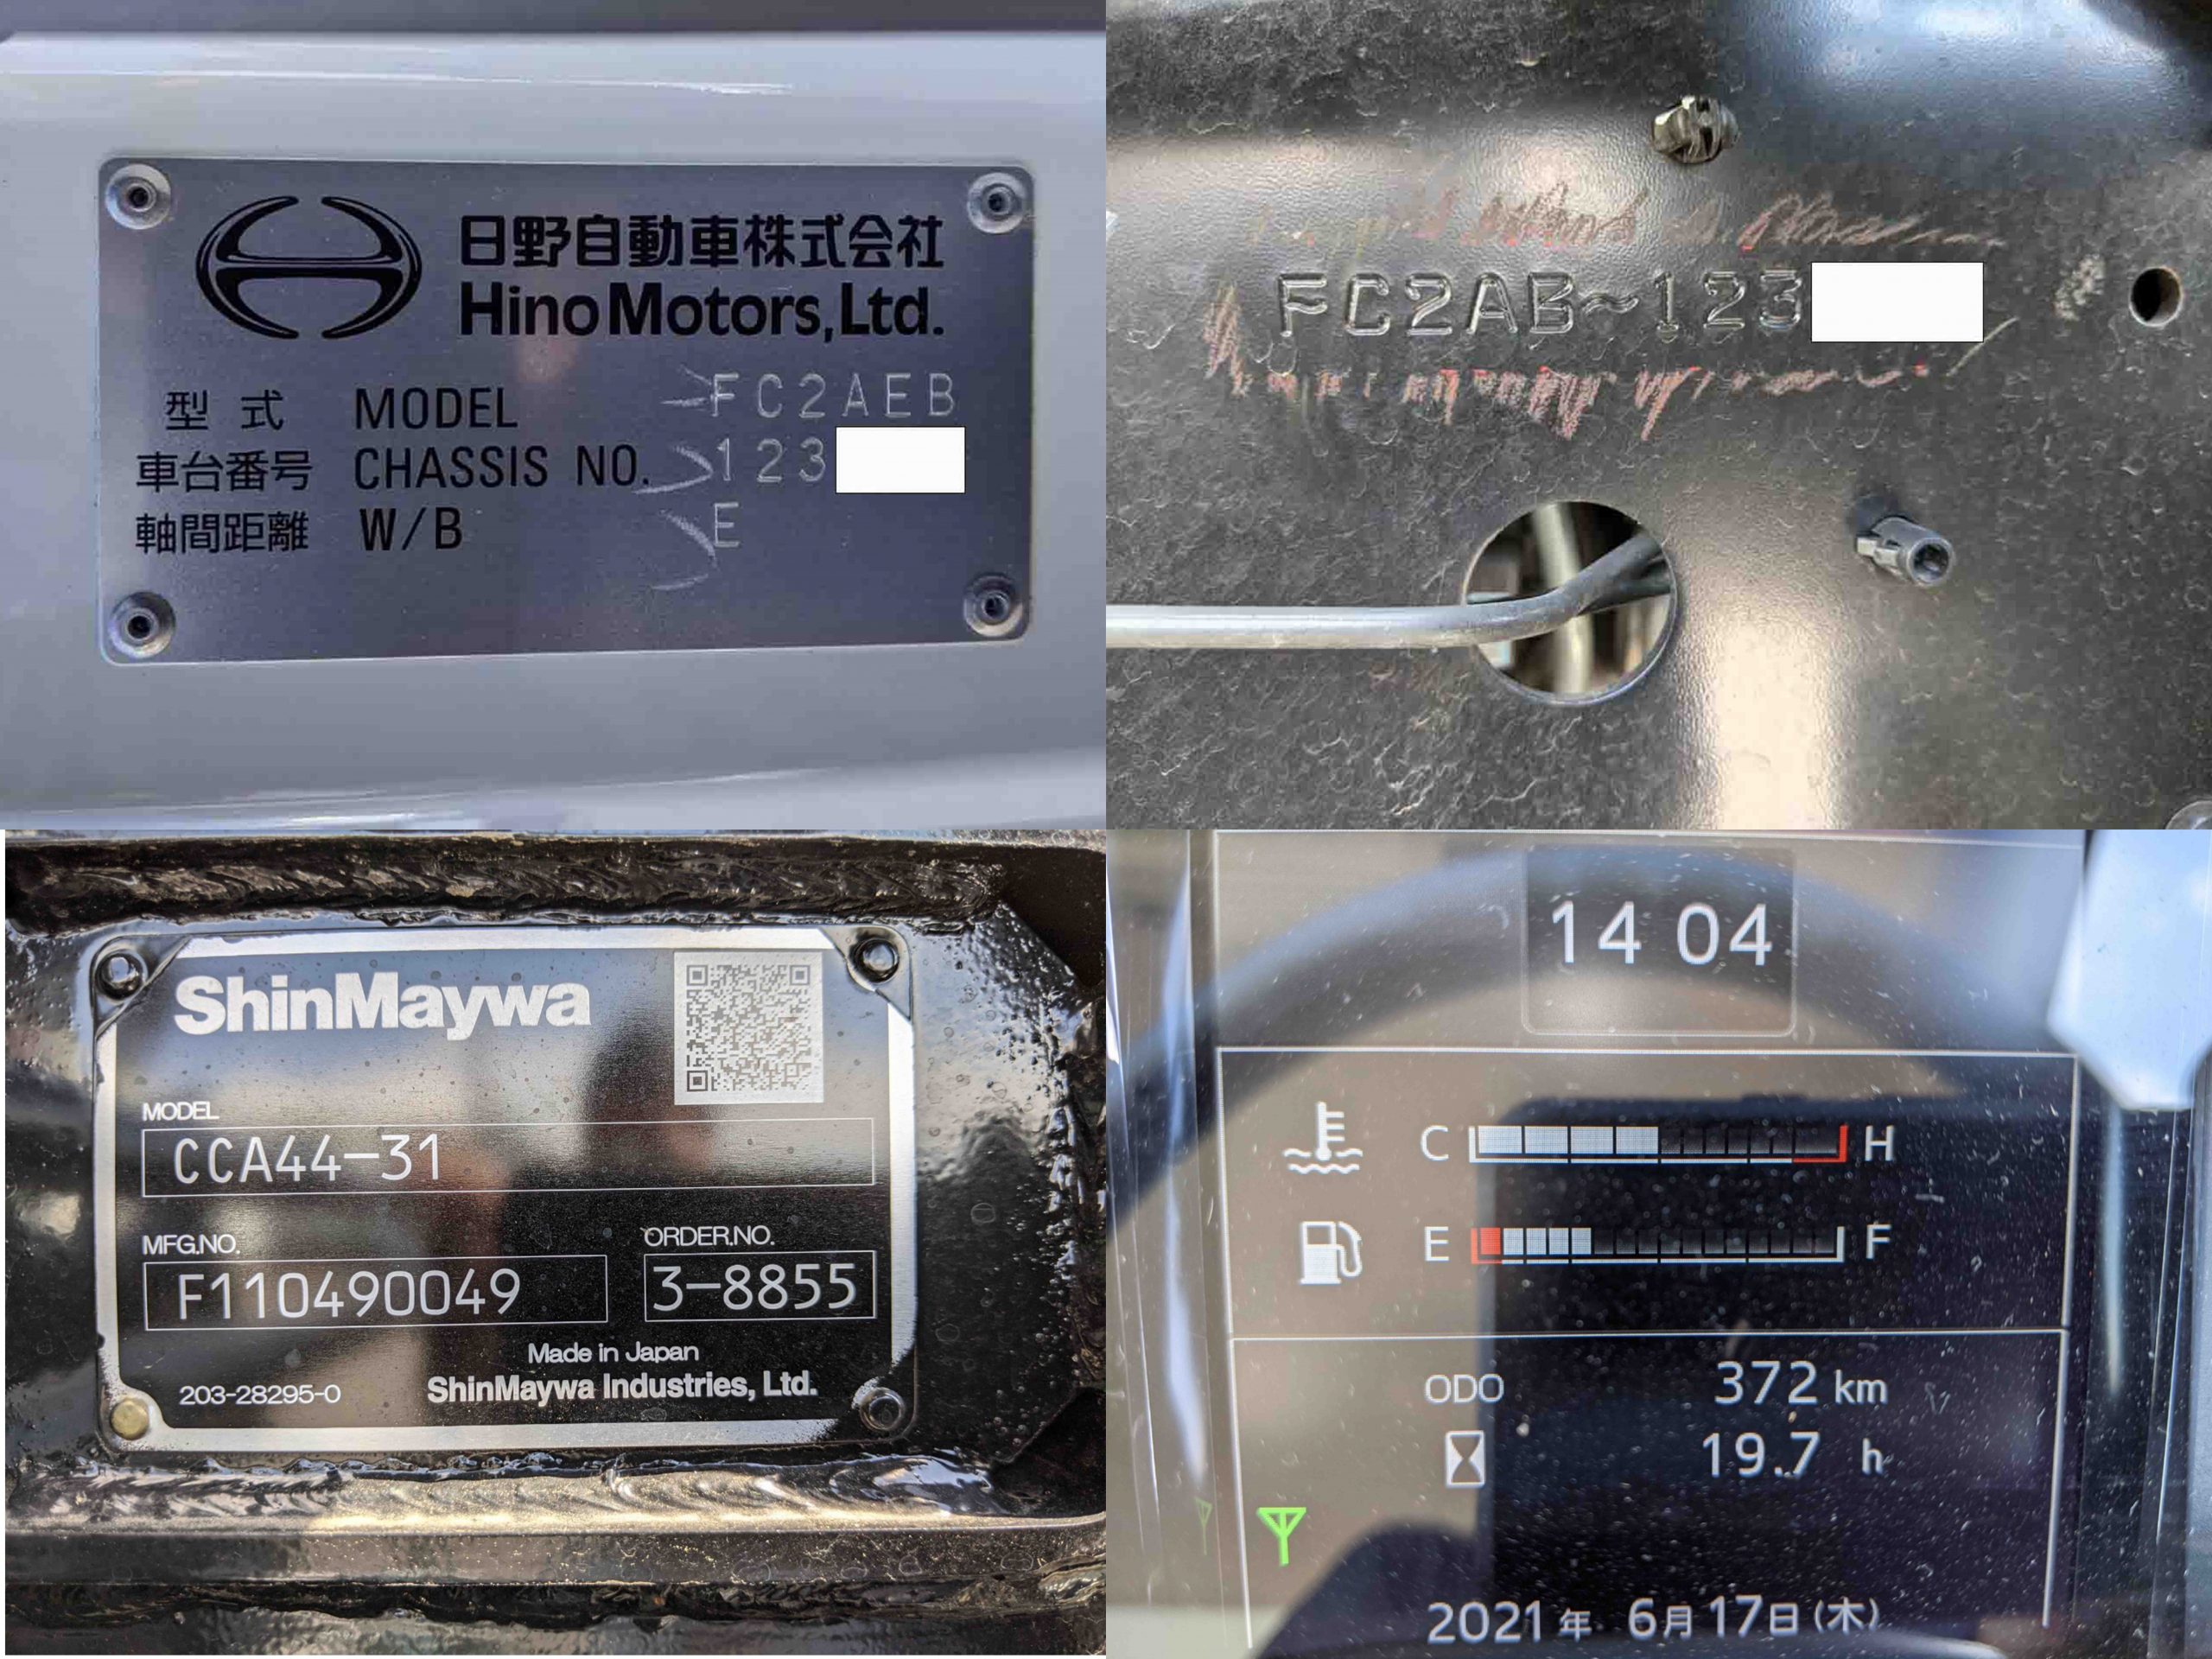 日野自動車株式会社
Hino Motors, Ltd.
型 式 MODEL FC2AEB
車台番号 CHASSIS NO. 123
軸間距離 W/B E
FC2AB~123
ShinMaywa
MODEL
CCA44-31
MFG.NO. ORDER.NO.
F110490049 3-8855
Made in Japan
203-28295-0 ShinMaywa Industries, Ltd.
14 04
C H
E F
ODO 372 km
19.7 h
2021年 6月17日(木)